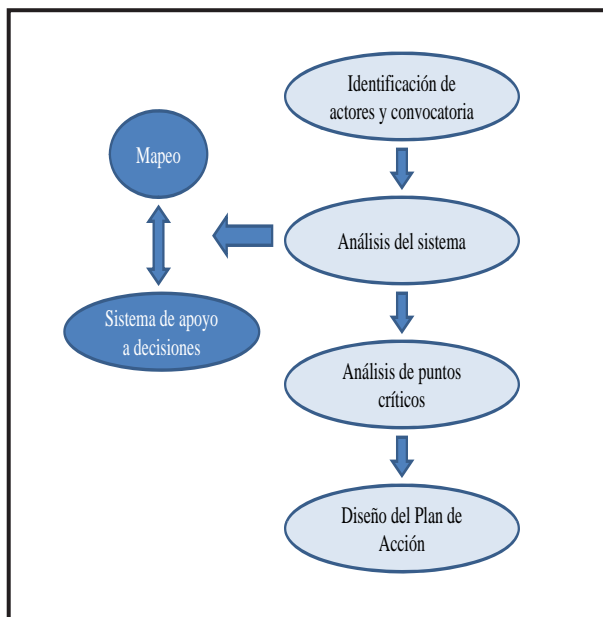 Identificación de
actores y convocatoria
Mapeo
Análisis del sistema
Sistema de apoyo
a decisiones
Análisis de puntos
críticos
Diseño del Plan de
Acción